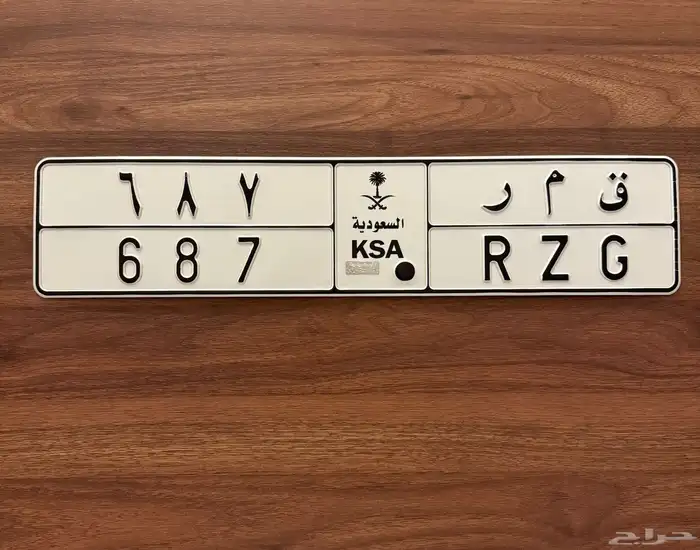 ٦٨٧
687
السعودية
KSA
ق م ر
R Z G
حراج